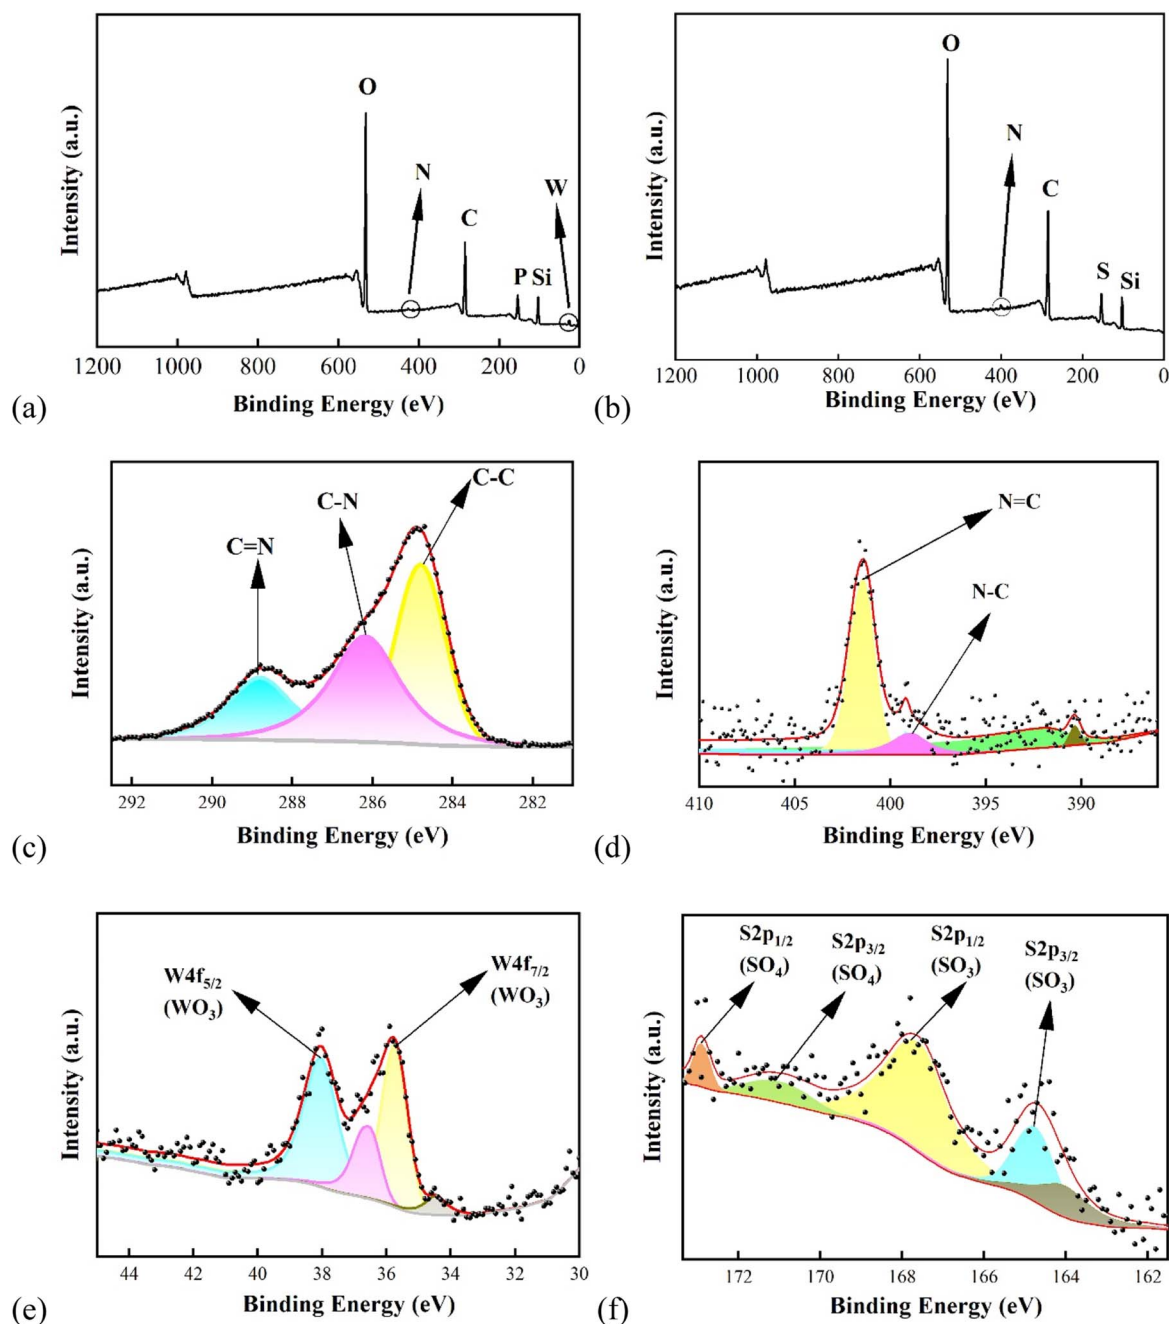 O
N
C
W
P
Si
Intensity (a.u.)
1200 1000 800 600 400 200 0
Binding Energy (eV)
(a)
O
N
C
S
Si
Intensity (a.u.)
1200 1000 800 600 400 200 0
Binding Energy (eV)
(b)
C-C
C-N
C=N
Intensity (a.u.)
292 290 288 286 284 282
Binding Energy (eV)
(c)
N=C
N-C
Intensity (a.u.)
410 405 400 395 390
Binding Energy (eV)
(d)
W4f5/2
(WO3)
W4f7/2
(WO3)
Intensity (a.u.)
44 42 40 38 36 34 32 30
Binding Energy (eV)
(e)
S2p1/2
(SO4)
S2p3/2
(SO4)
S2p1/2
(SO3)
S2p3/2
(SO3)
Intensity (a.u.)
172 170 168 166 164 162
Binding Energy (eV)
(f)